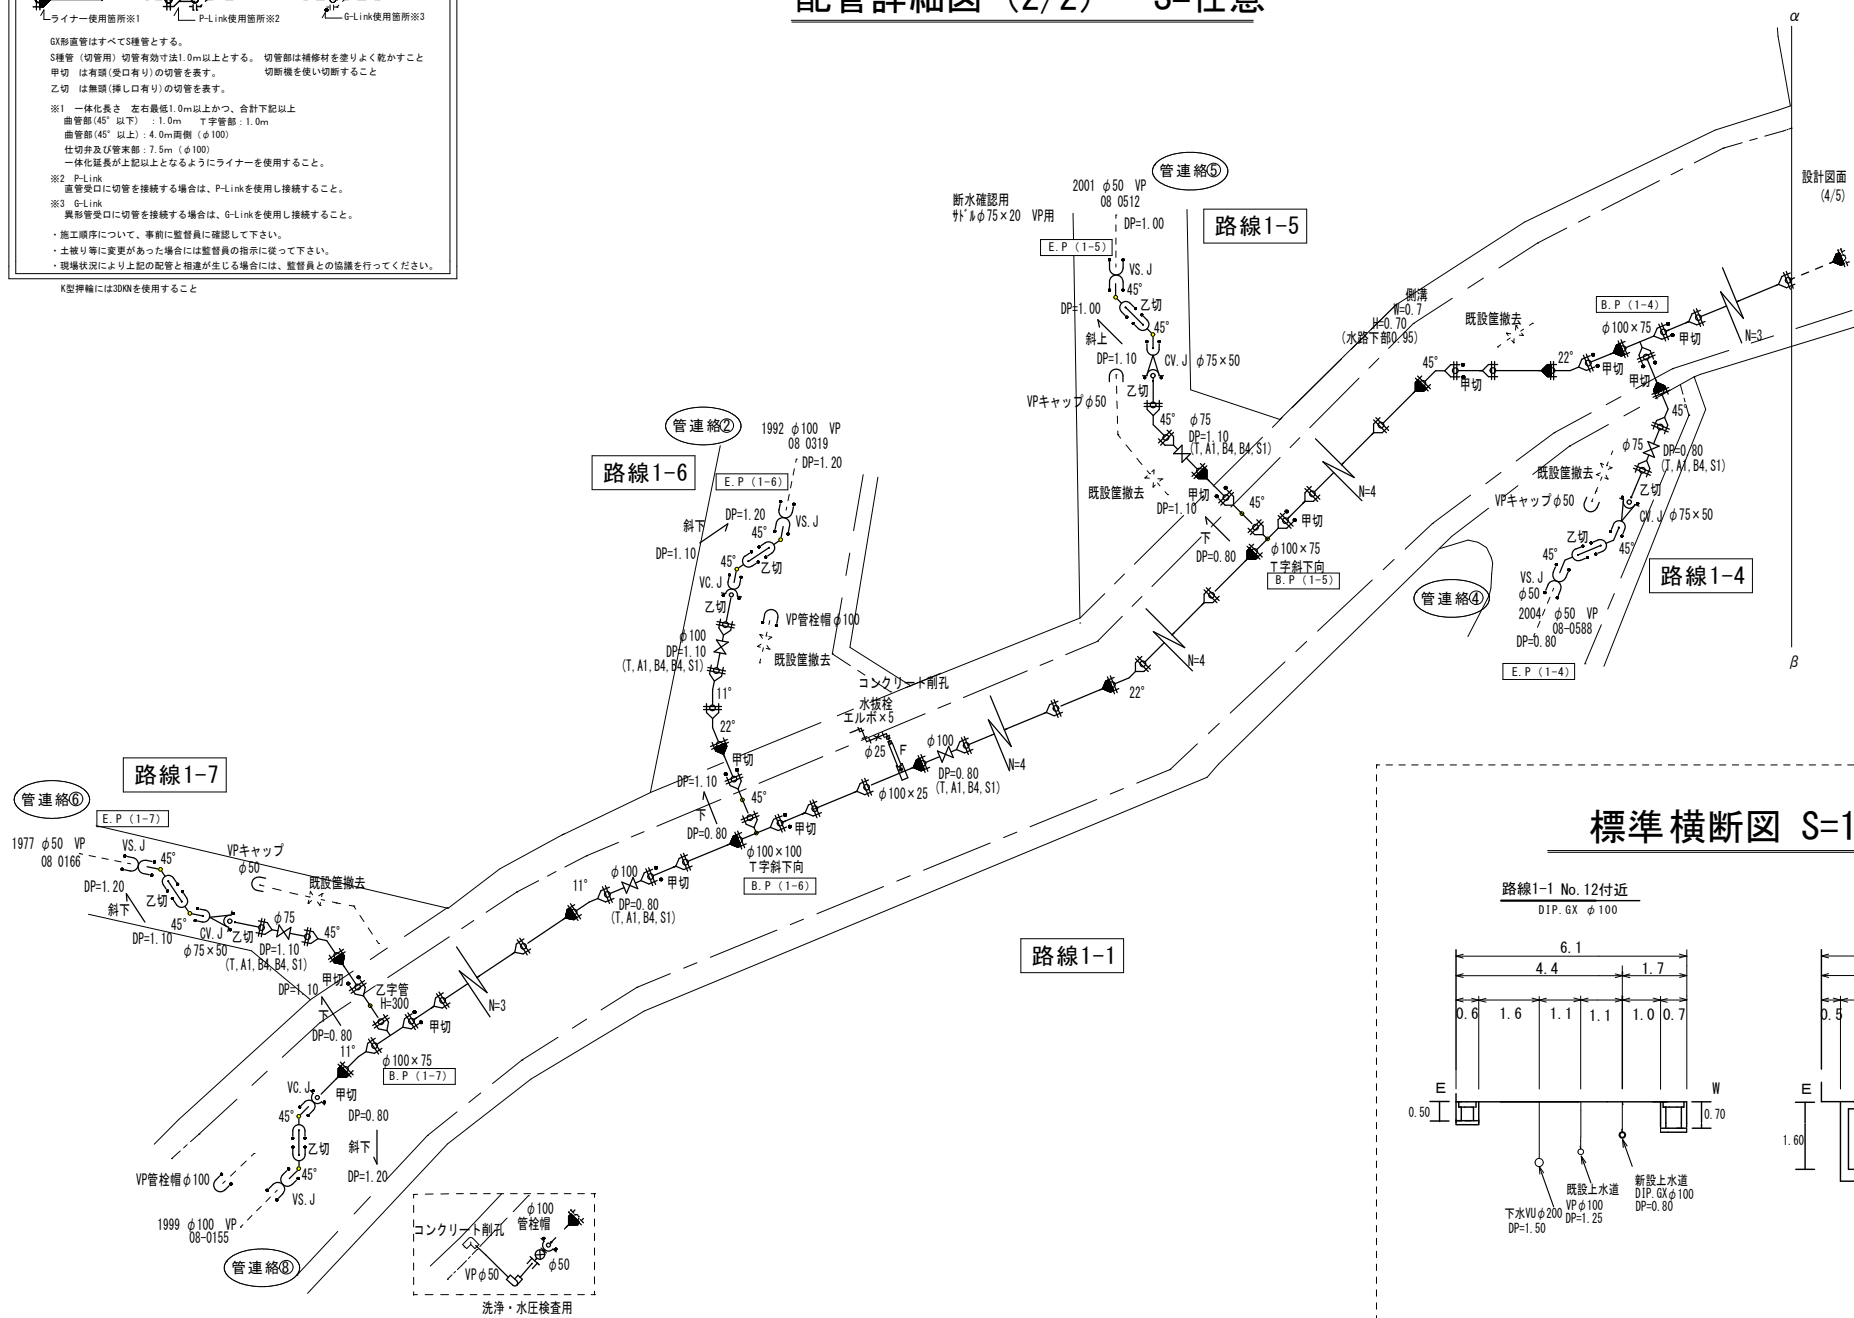 配管詳細図 (2/2) S=任意
ライナー使用箇所※1
P-Link使用箇所※2
G-Link使用箇所※3
GX形直管はすべてS種管とする。
S種管 (切管用) 切管有効寸法1.0m以上とする。 切管部は補修材を塗りよく乾かすこと
甲切 は有頭(受口有り)の切管を表す。 切断機を使い切断すること
乙切 は無頭(挿し口有り)の切管を表す。
※1 一体化長さ 左右最低1.0m以上かつ、合計下記以上
曲管部(45° 以下) :1.0m T字管部:1.0m
曲管部(45° 以上):4.0m両側 (φ100)
仕切弁及び管末部:7.5m (φ100)
一体化延長が上記以上となるようにライナーを使用すること。
※2 P-Link
直管受口に切管を接続する場合は、P-Linkを使用し接続すること。
※3 G-Link
異形管受口に切管を接続する場合は、G-Linkを使用し接続すること。
・施工順序について、事前に監督員に確認して下さい。
・土被り等に変更があった場合には監督員の指示に従って下さい。
・現場状況により上記の配管と相違が生じる場合には、監督員との協議を行ってください。
K型押輪には3DKNを使用すること
α
設計図面
(4/5)
β
管連絡⑤
2001 φ50 VP
08 0512
断水確認用
サドルφ75×20 VP用
DP=1.00
路線1-5
E.P (1-5)
VS.J
45°
乙切
DP=1.00
45°
斜上
DP=1.10
CV.J φ75×50
乙切
VPキャップφ50
45°
φ75
DP=1.10
(T,A1,B4,B4,S1)
既設筐撤去
甲切
DP=1.10
45°
下
DP=0.80
甲切
φ100×75
T字斜下向
B.P (1-5)
N=4
側溝
W=0.7
H=0.70
(水路下部0.95)
既設筐撤去
45°
甲切
22°
甲切
B.P (1-4)
φ100×75
甲切
N=3
甲切
45°
φ75
DP=0.80
(T,A1,B4,S1)
既設筐撤去
VPキャップφ50
乙切
CV.J φ75×50
乙切
45°
45°
VS.J
φ50
2004 φ50 VP
08-0588
DP=0.80
E.P (1-4)
路線1-4
管連絡④
管連絡②
1992 φ100 VP
08 0319
DP=1.20
路線1-6
E.P (1-6)
DP=1.20
斜下
DP=1.10
VS.J
45°
乙切
45°
VC.J
乙切
VP管栓帽φ100
φ100
DP=1.10
(T,A1,B4,B4,S1)
既設筐撤去
11°
22°
甲切
DP=1.10
下
DP=0.80
45°
甲切
φ100×100
T字斜下向
B.P (1-6)
コンクリート削孔
水抜栓
エルボ×5
φ25
F
φ100×25
φ100
DP=0.80
(T,A1,B4,S1)
N=4
22°
N=4
11°
φ100
甲切
DP=0.80
(T,A1,B4,S1)
路線1-1
路線1-7
管連絡⑥
E.P (1-7)
1977 φ50 VP
08 0166
VS.J
45°
VPキャップ
φ50
既設筐撤去
DP=1.20
斜下
DP=1.10
乙切
45°
CV.J
φ75×50
乙切
φ75
DP=1.10
(T,A1,B4,B4,S1)
45°
甲切
DP=1.10
下
DP=0.80
乙字管
H=300
甲切
N=3
11°
φ100×75
B.P (1-7)
VC.J
甲切
45°
DP=0.80
乙切
斜下
DP=1.20
VP管栓帽φ100
45°
VS.J
1999 φ100 VP
08-0155
管連絡⑧
コンクリート削孔
φ100
管栓帽
φ50
VPφ50
洗浄・水圧検査用
標準横断図 S=1
路線1-1 No.12付近
DIP.GX φ100
6.1
4.4
1.7
0.6
1.6
1.1
1.1
1.0
0.7
0.5
E
W
E
0.50
0.70
1.60
下水VUφ200
DP=1.50
既設上水道
VPφ100
DP=1.25
新設上水道
DIP.GXφ100
DP=0.80